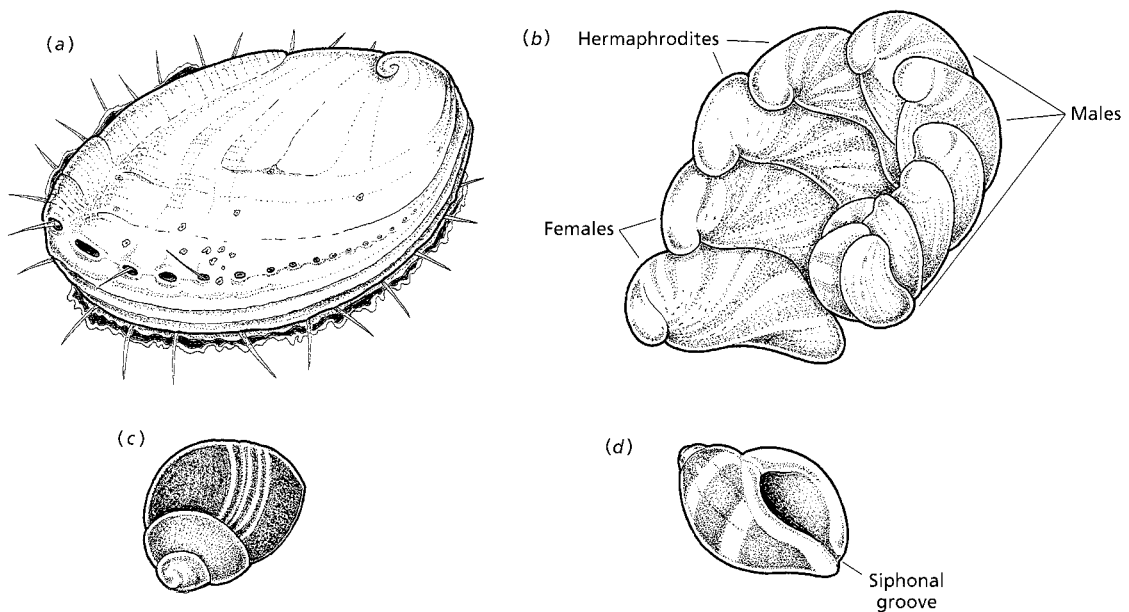 (a)
(b)
Hermaphrodites
Males
Females
(c)
(d)
Siphonal
groove